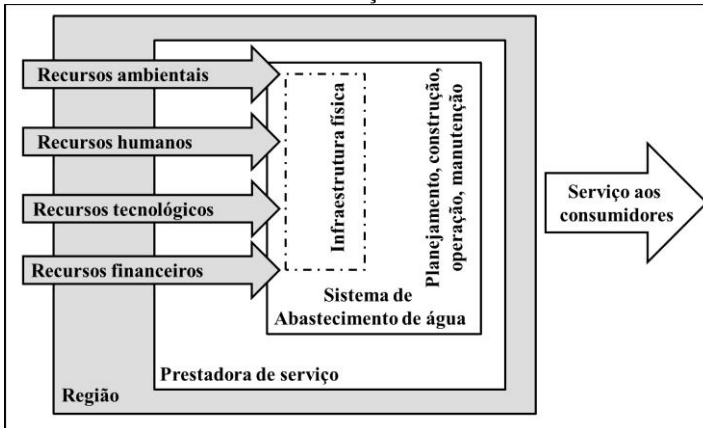 Recursos ambientais
Recursos humanos
Recursos tecnológicos
Recursos financeiros
Infraestrutura física
Planejamento, construção,
operação, manutenção
Sistema de
Abastecimento de água
Prestadora de serviço
Região
Serviço aos
consumidores